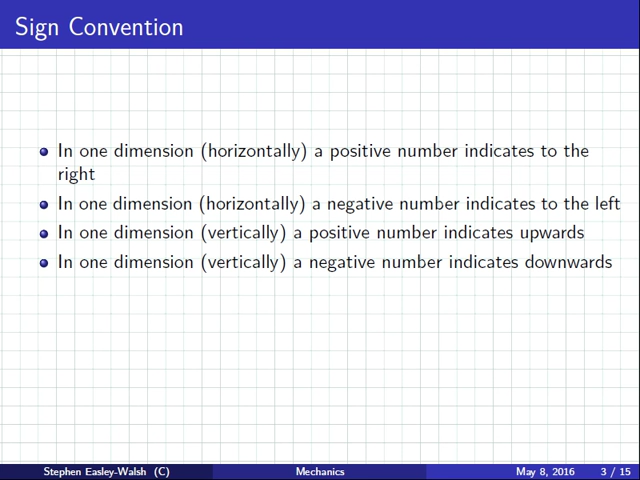 Sign Convention
In one dimension (horizontally) a positive number indicates to the
right
In one dimension (horizontally) a negative number indicates to the left
In one dimension (vertically) a positive number indicates upwards
In one dimension (vertically) a negative number indicates downwards
Stephen Easley-Walsh (C) Mechanics May 8, 2016 3 / 15